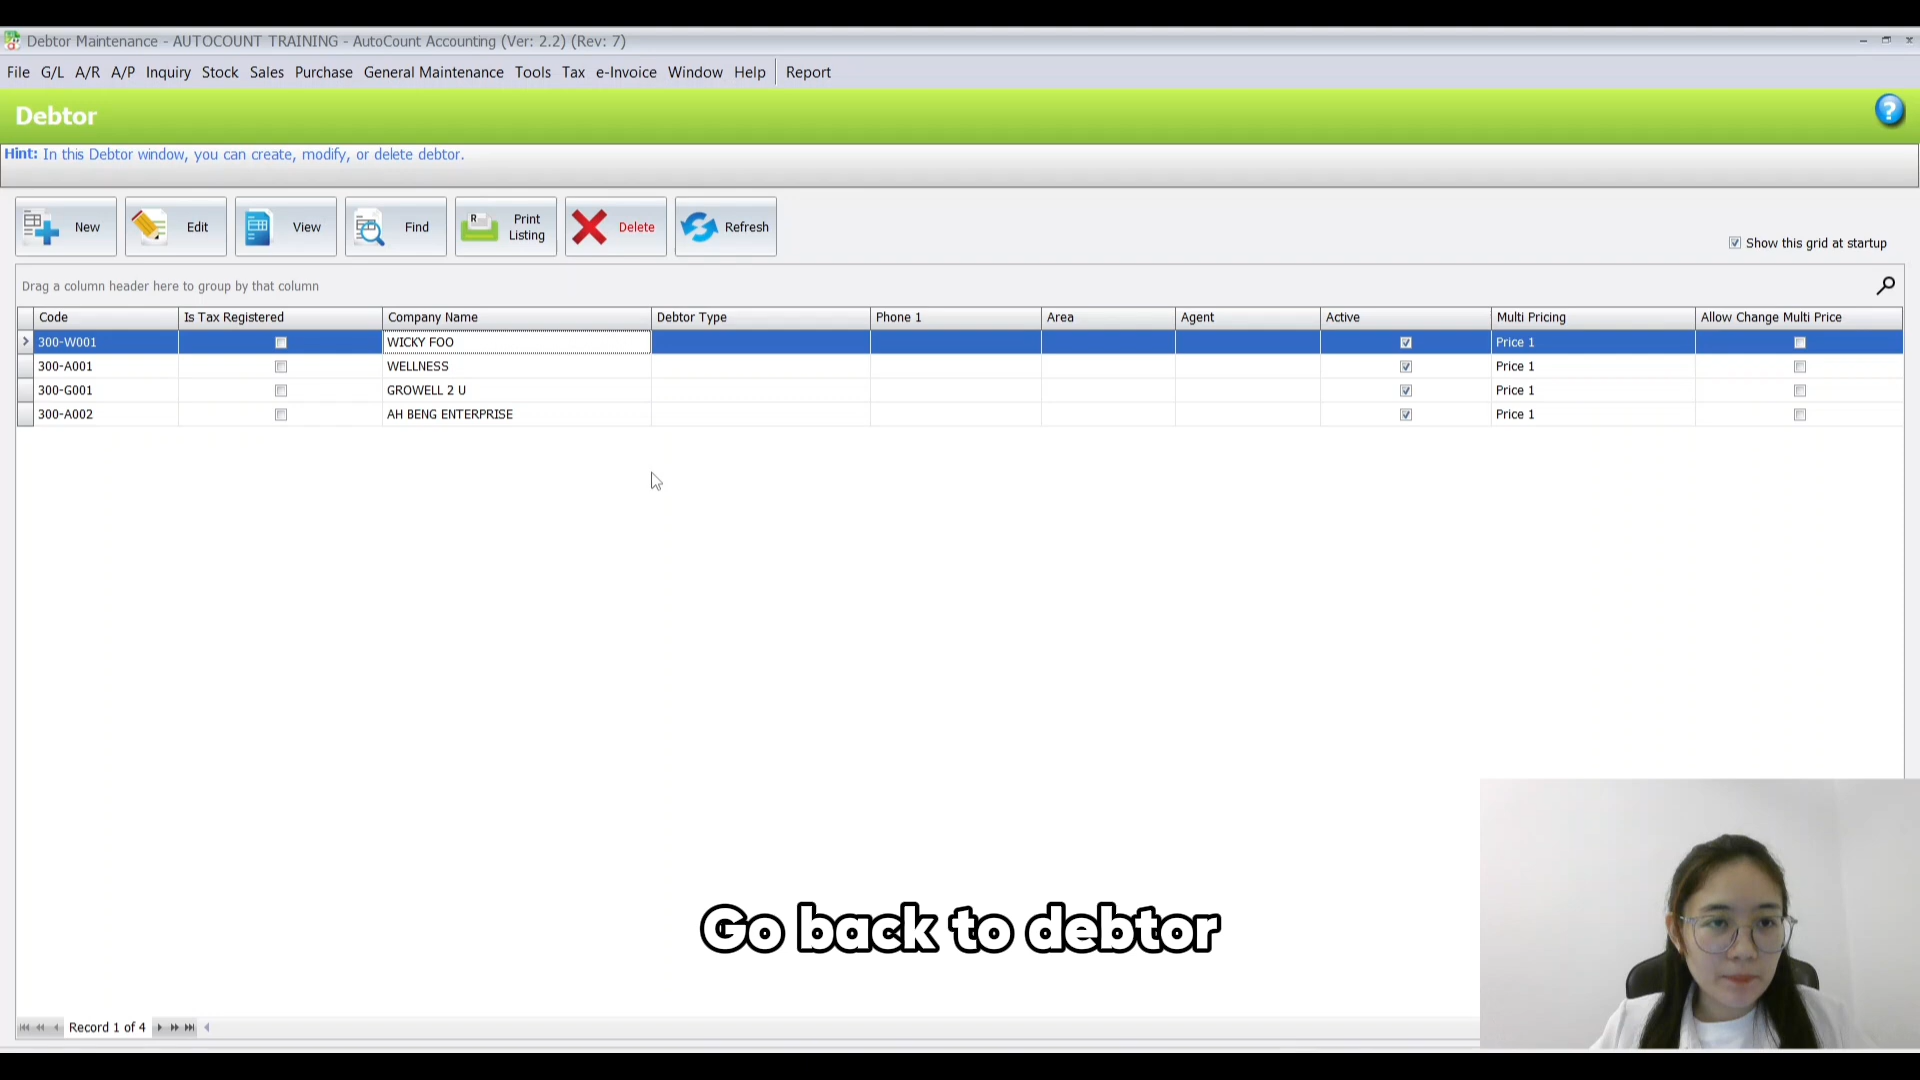 Debtor Maintenance - AUTOCOUNT TRAINING - AutoCount Accounting (Ver: 2.2) (Rev: 7)
File G/L A/R A/P Inquiry Stock Sales Purchase General Maintenance Tools Tax e-Invoice Window Help Report
Debtor
?
Hint: In this Debtor window, you can create, modify, or delete debtor.
New Edit View Find Print Listing Delete Refresh
Show this grid at startup
Drag a column header here to group by that column
Code Is Tax Registered Company Name Debtor Type Phone 1 Area Agent Active Multi Pricing Allow Change Multi Price
300-W001 WICKY FOO Price 1
300-A001 WELLNESS Price 1
300-G001 GROWELL 2 U Price 1
300-A002 AH BENG ENTERPRISE Price 1
Go back to debtor
Record 1 of 4